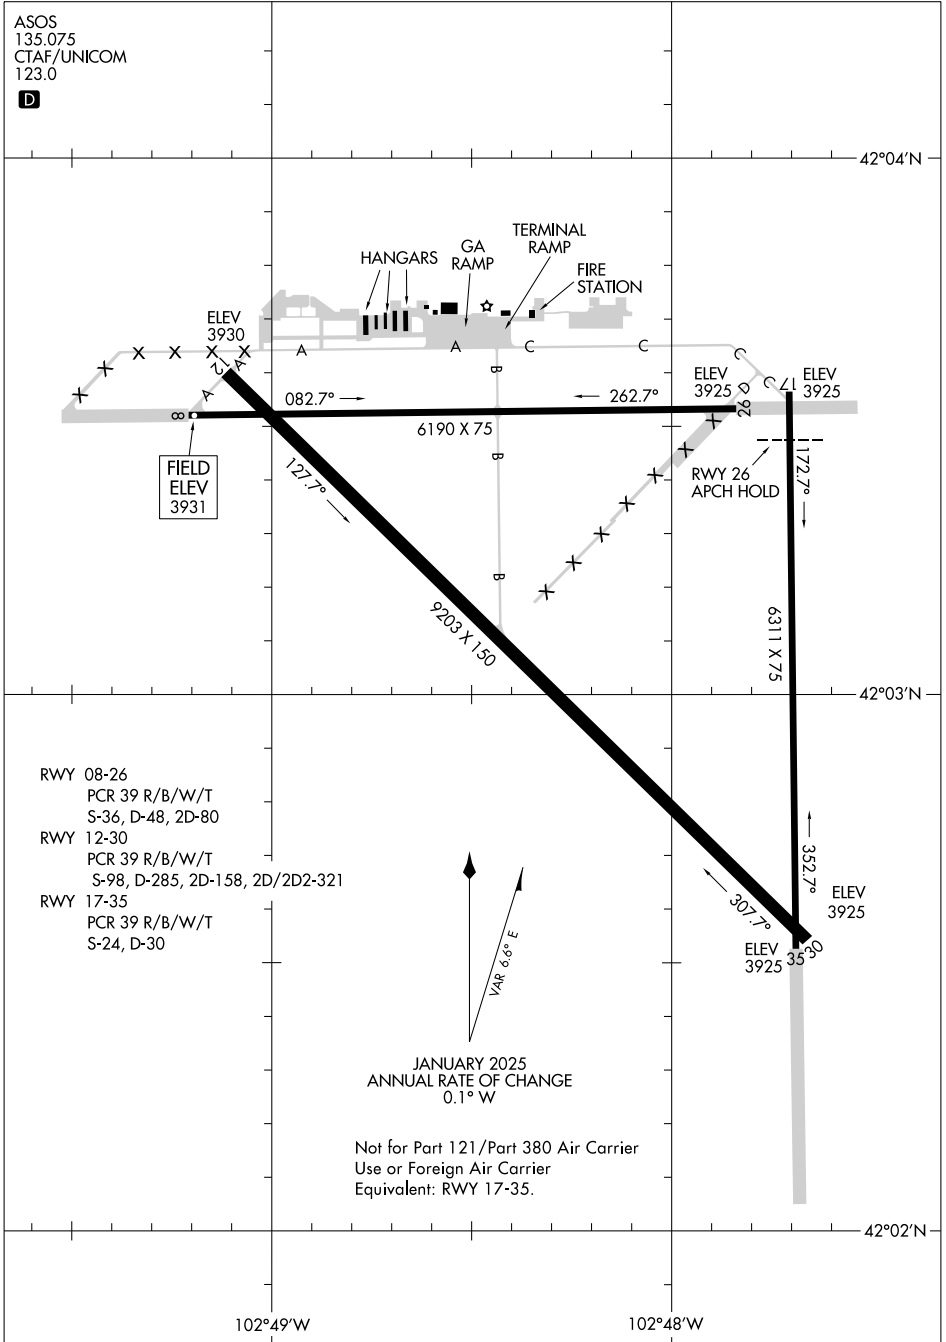 ASOS
135.075
CTAF/UNICOM
123.0
D
42°04'N
HANGARS
GA
RAMP
TERMINAL
RAMP
FIRE
STATION
ELEV
3930
A
A
C
C
X X X X
X
X
A
A
12
B
C
C
D
ELEV
3925
17
ELEV
3925
8
082.7°
262.7°
26
6190 X 75
FIELD
ELEV
3931
127.7°
B
B
X
X
X
X
X
X
X
RWY 26
APCH HOLD
172.7°
9203 X 150
6311 X 75
42°03'N
RWY 08-26
PCR 39 R/B/W/T
S-36, D-48, 2D-80
RWY 12-30
PCR 39 R/B/W/T
S-98, D-285, 2D-158, 2D/2D2-321
RWY 17-35
PCR 39 R/B/W/T
S-24, D-30
352.7°
307.7°
ELEV
3925
ELEV
3925
35
30
VAR 6.6° E
JANUARY 2025
ANNUAL RATE OF CHANGE
0.1° W
Not for Part 121/Part 380 Air Carrier
Use or Foreign Air Carrier
Equivalent: RWY 17-35.
42°02'N
102°49'W
102°48'W